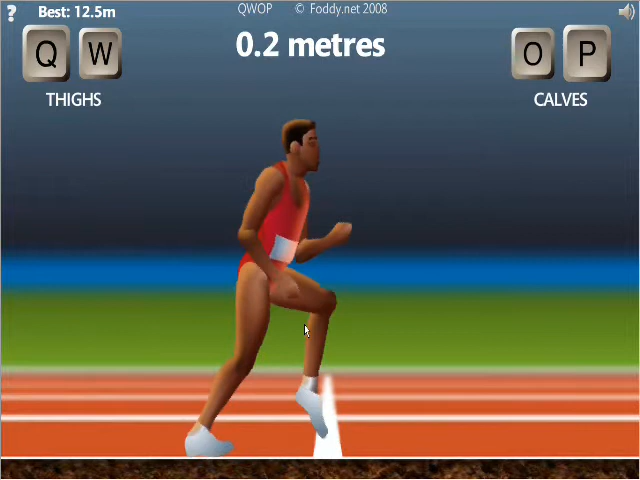 ?
Best: 12.5m
QWOP © Foddy.net 2008
Q W
0.2 metres
O P
THIGHS
CALVES